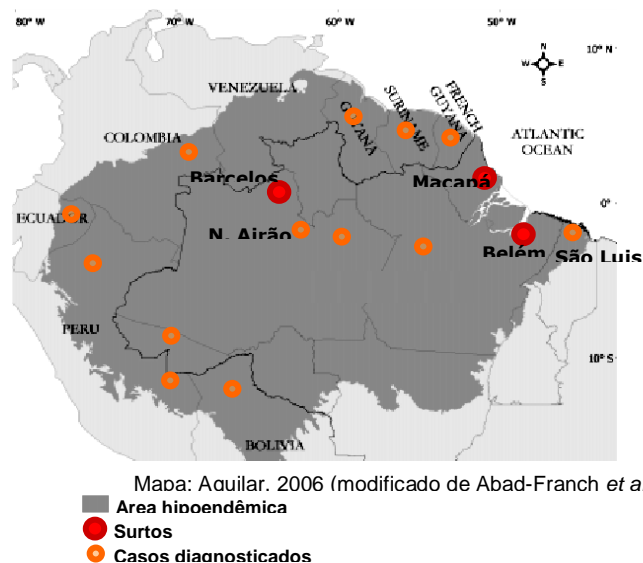 80° W
70° W
60° W
50° W
10° N
N
W E
S
VENEZUELA
GUYANA
SURINAME
FRENCH
GUYANA
COLOMBIA
ATLANTIC
OCEAN
Barcelos
Macapá
0°
ECUADOR
N. Airão
Belém
São Luis
PERU
10° S
BOLIVIA
Mapa: Aguilar, 2006 (modificado de Abad-Franch et a
Area hipoendêmica
Surtos
Casos diagnosticados